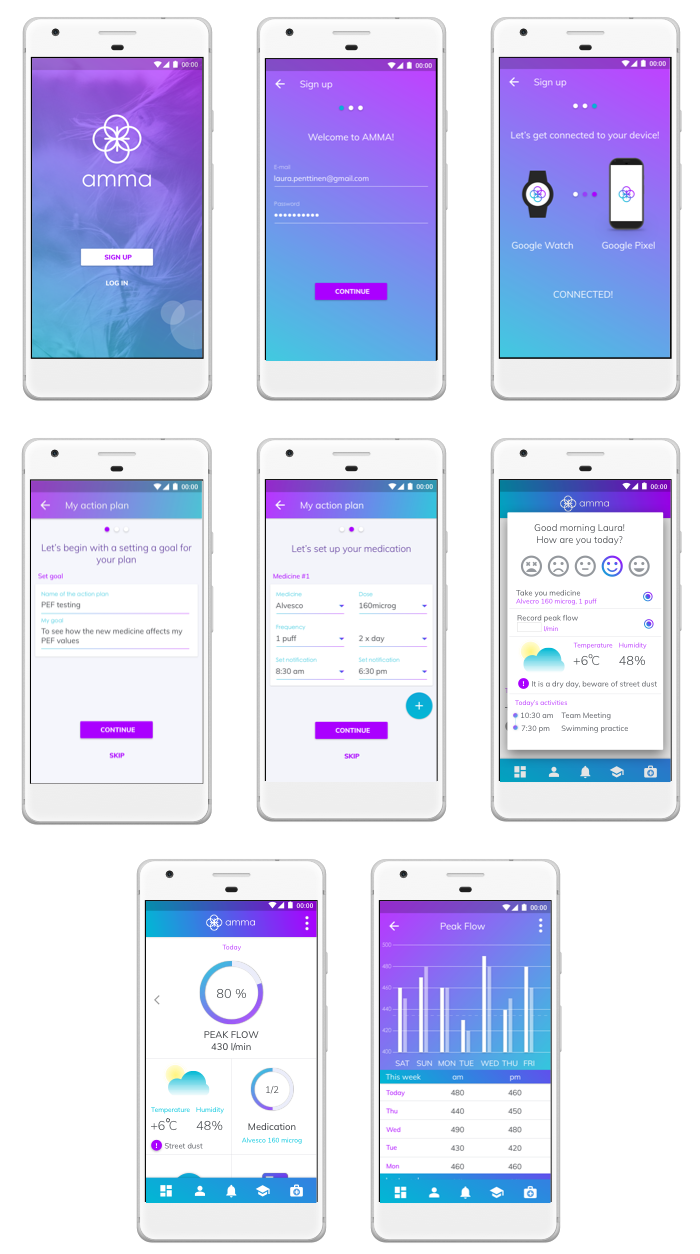 00:00
amma
SIGN UP
LOG IN
00:00
Sign up
Welcome to AMMA!
E-mail
laura.penttinen@gmail.com
Password
CONTINUE
00:00
Sign up
Let's get connected to your device!
Google Watch
Google Pixel
CONNECTED!
00:00
My action plan
Let's begin with a setting a goal for
your plan
Set goal
Name of the action plan
PEF testing
My goal
To see how the new medicine affects my
PEF values
CONTINUE
SKIP
00:00
My action plan
Let's set up your medication
Medicine #1
Medicine Dose
Alvesco 160microg
Frequency
1 puff 2 x day
Set notification Set notification
8:30 am 6:30 pm
+
CONTINUE
SKIP
00:00
amma
Good morning Laura!
How are you today?
Take you medicine
Alvecro 160 microg, 1 puff
Record peak flow
l/min
Temperature Humidity
+6°C 48%
! It is a dry day, beware of street dust
Today's activities
10:30 am Team Meeting
7:30 pm Swimming practice
00:00
amma
Today
80 %
PEAK FLOW
430 l/min
Temperature Humidity
+6°C 48%
! Street dust
1/2
Medication
Alvesco 160 microg
00:00
Peak Flow
500
480
460
440
420
400
SAT SUN MON TUE WED THU FRI
This week am pm
Today 480 460
Thu 440 450
Wed 490 480
Tue 430 420
Mon 460 460